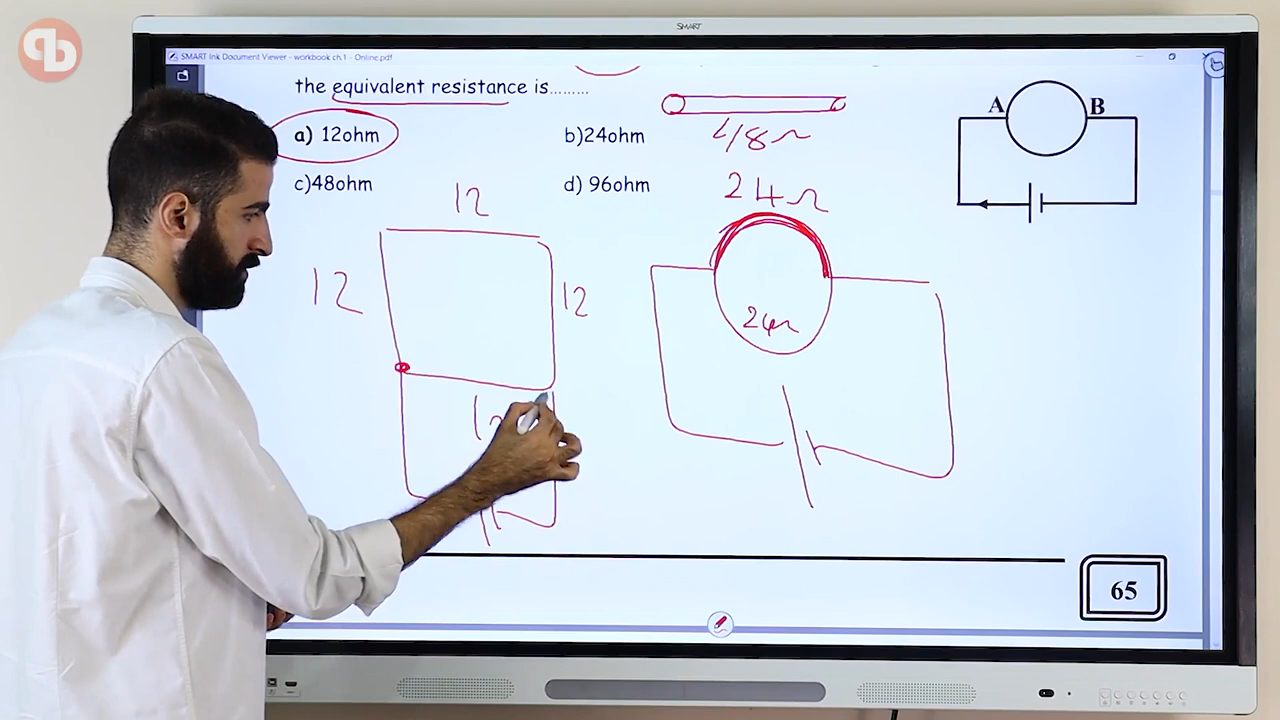 pb
SMART
SMART Ink Document Viewer - workbook ch.1 - Online.pdf
the equivalent resistance is.........
a) 12ohm
b)24ohm
c)48ohm
d) 96ohm
48Ω
24Ω
A
B
12
12
12
24Ω
65